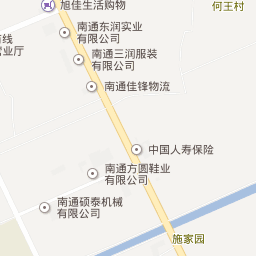 旭佳生活购物
何王村
南通东润实业
有限公司
有线
营业厅
南通三润服装
有限公司
南通佳锋物流
中国人寿保险
南通方圆鞋业
有限公司
南通硕泰机械
有限公司
施家园